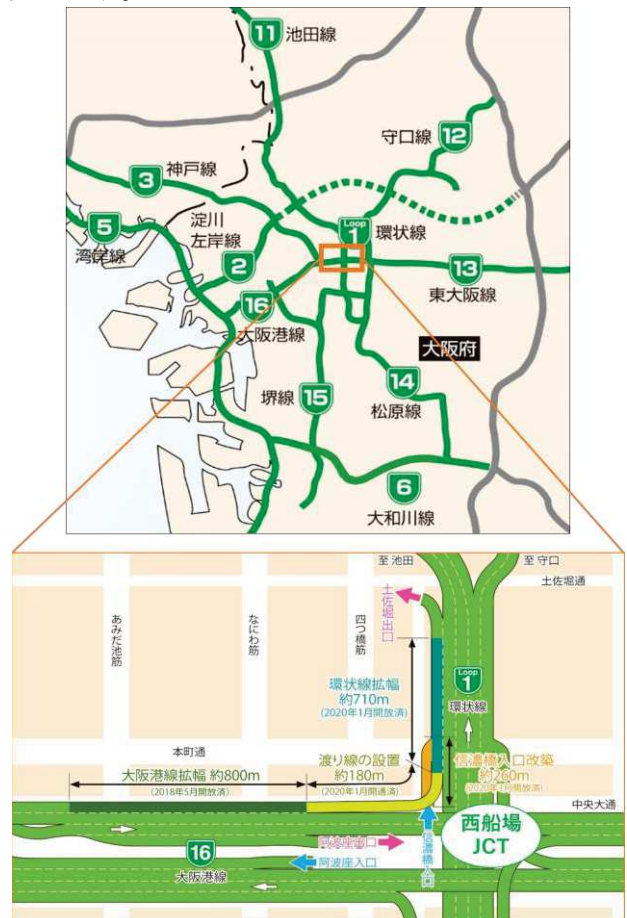 11
池田線
守口線
12
神戸線
3
淀川
左岸線
Loop
1
環状線
5
湾岸線
2
13
東大阪線
16
大阪港線
大阪府
堺線
15
14
松原線
6
大和川線
至 池田
至 守口
土佐堀出口
土佐堀通
あみだ池筋
なにわ筋
四つ橋筋
Loop
1
環状線
環状線拡幅
約710m
(2020年1月開放済)
本町通
渡り線の設置
約180m
(2020年1月開通済)
信濃橋入口改築
約260m
大阪港線拡幅 約800m
(2018年5月開放済)
中央大通
西船場
JCT
阿波座出口
信濃橋入口
16
大阪港線
阿波座入口